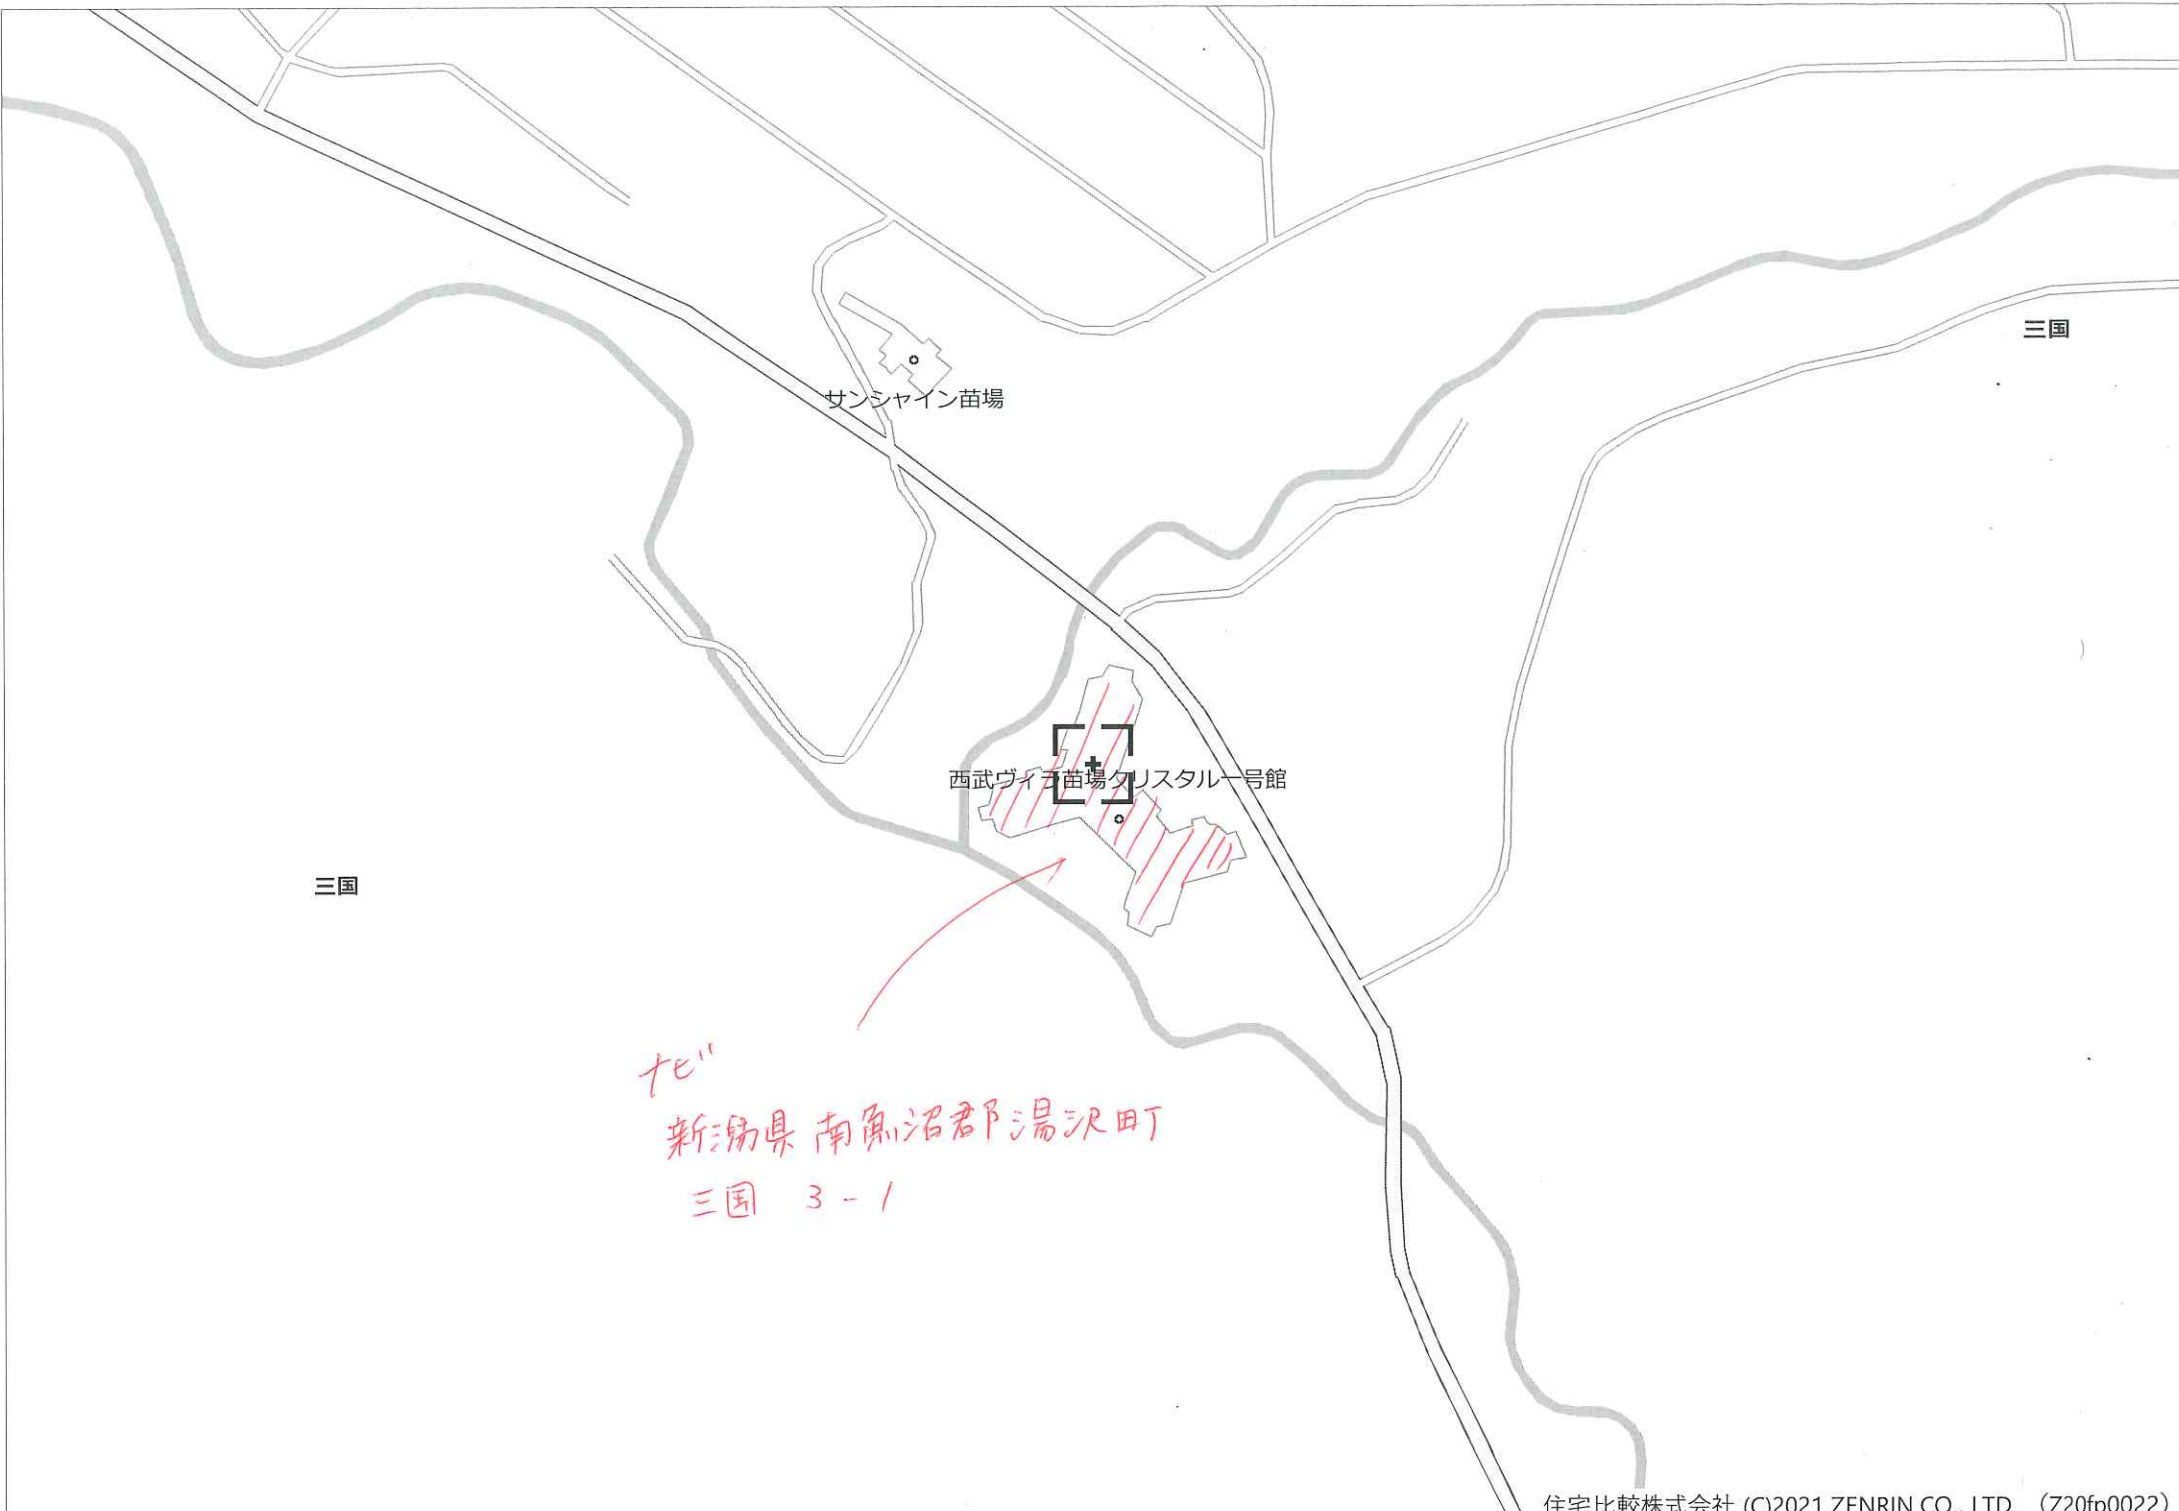 三国
サンシャイン苗場
西武ヴィラ苗場クリスタル一号館
三国
ナビ
新潟県南魚沼郡湯沢町
三国 3-1
住宅比較株式会社 (C)2021 ZENRIN CO., LTD. (Z20fp0022)